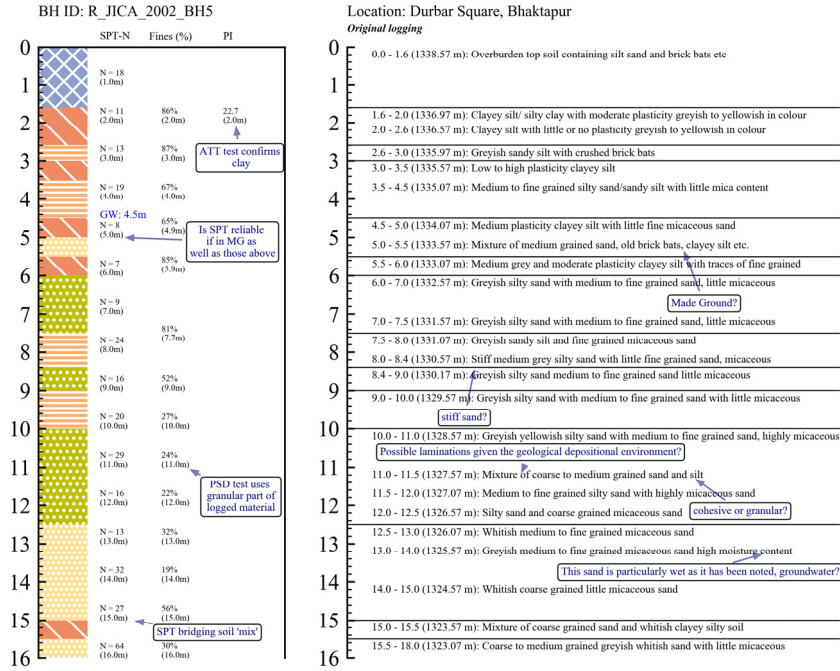 BH ID: R_JICA_2002_BH5
Location: Durbar Square, Bhaktapur
Original logging
SPT-N Fines (%) PI
0
1
2
3
4
5
6
7
8
9
10
11
12
13
14
15
16
N = 18
(1.0m)
N = 11 86% 22.7
(2.0m) (2.0m) (2.0m)
ATT test confirms
clay
N = 13 87%
(3.0m) (3.0m)
N = 19 67%
(4.0m) (4.0m)
GW: 4.5m
N = 8 65%
(5.0m) (4.9m)
Is SPT reliable
if in MG as
well as those above
N = 7 85%
(6.0m) (5.9m)
N = 9
(7.0m)
81%
(7.7m)
N = 24
(8.0m)
N = 16 52%
(9.0m) (9.0m)
N = 20 27%
(10.0m) (10.0m)
N = 29 24%
(11.0m) (11.0m)
PSD test uses
granular part of
logged material
N = 16 22%
(12.0m) (12.0m)
N = 13 32%
(13.0m) (13.0m)
N = 32 19%
(14.0m) (14.0m)
N = 27 56%
(15.0m) (15.0m)
SPT bridging soil 'mix'
N = 64 30%
(16.0m) (16.0m)
0
1
2
3
4
5
6
7
8
9
10
11
12
13
14
15
16
0.0 - 1.6 (1338.57 m): Overburden top soil containing silt sand and brick bats etc
1.6 - 2.0 (1336.97 m): Clayey silt/ silty clay with moderate plasticity greyish to yellowish in colour
2.0 - 2.6 (1336.57 m): Clayey silt with little or no plasticity greyish to yellowish in colour
2.6 - 3.0 (1335.97 m): Greyish sandy silt with crushed brick bats
3.0 - 3.5 (1335.57 m): Low to high plasticity clayey silt
3.5 - 4.5 (1335.07 m): Medium to fine grained silty sand/sandy silt with little mica content
4.5 - 5.0 (1334.07 m): Medium plasticity clayey silt with little fine micaceous sand
5.0 - 5.5 (1333.57 m): Mixture of medium grained sand, old brick bats, clayey silt etc.
5.5 - 6.0 (1333.07 m): Medium grey and moderate plasticity clayey silt with traces of fine grained
6.0 - 7.0 (1332.57 m): Greyish silty sand with medium to fine grained sand, little micaceous
Made Ground?
7.0 - 7.5 (1331.57 m): Greyish silty sand with medium to fine grained sand, little micaceous
7.5 - 8.0 (1331.07 m): Greyish sandy silt and fine grained micaceous sand
8.0 - 8.4 (1330.57 m): Stiff medium grey silty sand with little fine grained sand, micaceous
8.4 - 9.0 (1330.17 m): Greyish silty sand medium to fine grained sand little micaceous
9.0 - 10.0 (1329.57 m): Greyish silty sand with medium to fine grained sand with little micaceous
stiff sand?
10.0 - 11.0 (1328.57 m): Greyish yellowish silty sand with medium to fine grained sand, highly micaceous
Possible laminations given the geological depositional environment?
11.0 - 11.5 (1327.57 m): Mixture of coarse to medium grained sand and silt
11.5 - 12.0 (1327.07 m): Medium to fine grained silty sand with highly micaceous sand
12.0 - 12.5 (1326.57 m): Silty sand and coarse grained micaceous sand
cohesive or granular?
12.5 - 13.0 (1326.07 m): Whitish medium to fine grained sand
13.0 - 14.0 (1325.57 m): Greyish medium to fine grained micaceous sand high moisture content
This sand is particularly wet as it has been noted, groundwater?
14.0 - 15.0 (1324.57 m): Whitish coarse grained little micaceous sand
15.0 - 15.5 (1323.57 m): Mixture of coarse grained sand and whitish clayey silty soil
15.5 - 18.0 (1323.07 m): Coarse to medium grained greyish whitish sand with little micaceous